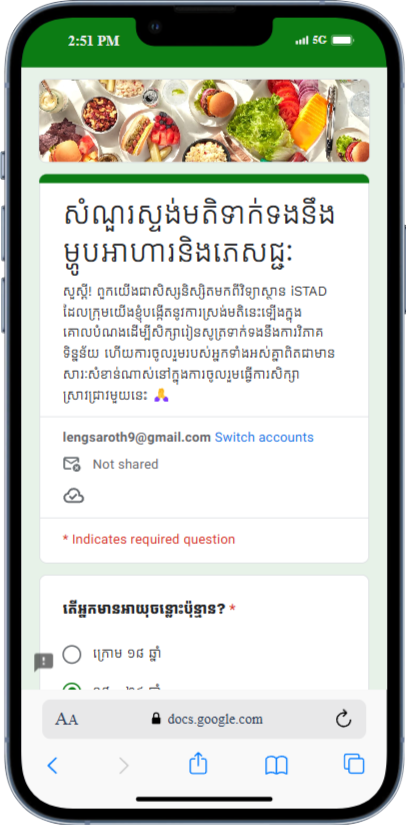 2:51 PM
5G
សំណួរស្ទង់មតិទាក់ទងនឹង
ម្ហូបអាហារនិងភេសជ្ជៈ
សួស្តី! ពួកយើងជាសិស្សនិស្សិតមកពីវិទ្យាស្ថាន iSTAD
ដែលក្រុមយើងខ្ញុំបង្កើតនូវការស្រង់មតិនេះឡើងក្នុង
គោលបំណងដើម្បីសិក្សារៀនសូត្រទាក់ទងនឹងការវិភាគ
ទិន្នន័យ ហើយការចូលរួមរបស់អ្នកទាំងអស់គ្នាពិតជាមាន
សារៈសំខាន់ណាស់នៅក្នុងការចូលរួមធ្វើការសិក្សា
ស្រាវជ្រាវមួយនេះ 🙏
lengsaroth9@gmail.com Switch accounts
Not shared
* Indicates required question
តើអ្នកមានអាយុចន្លោះប៉ុន្មាន? *
ក្រោម ១៨ ឆ្នាំ
AA
docs.google.com